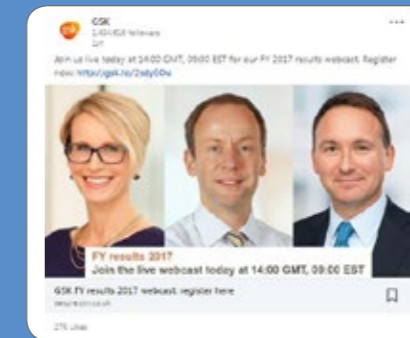 gsk
GSK
followers
Join us live today at 14:00 GMT, 09:00 EST for our FY 2017 results webcast. Register
now:
FY results 2017
Join the live webcast today at 14:00 GMT, 09:00 EST
GSK FY results 2017 webcast: register here